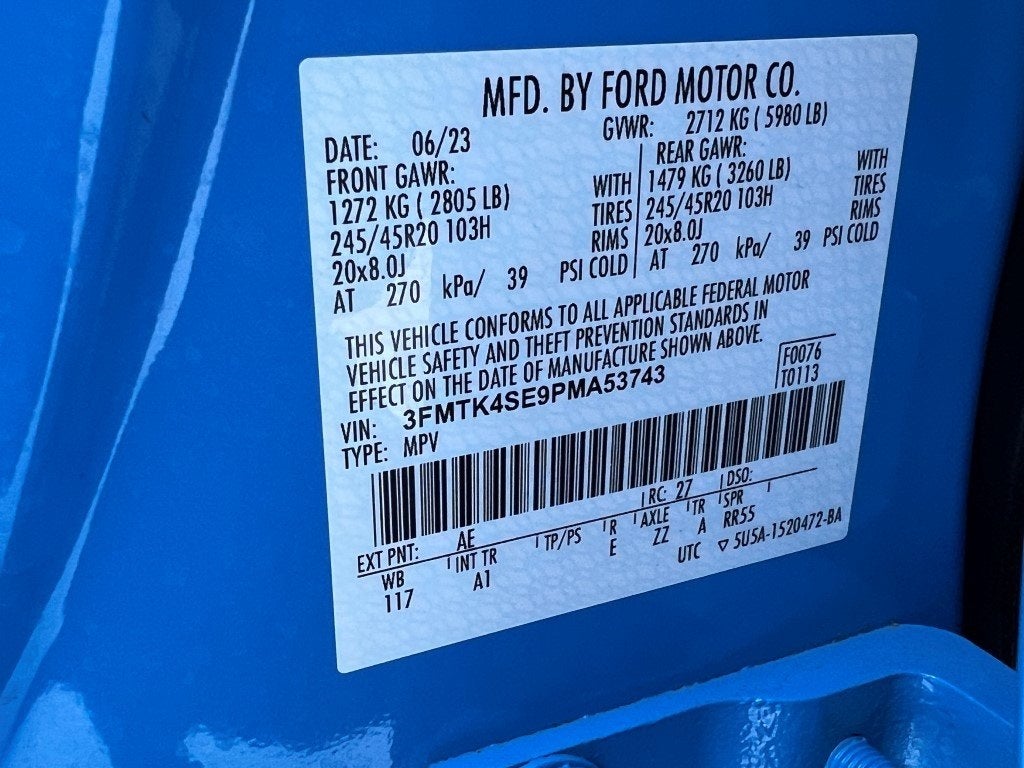 MFD. BY FORD MOTOR CO.
DATE: 06/23 GVWR: 2712 KG ( 5980 LB)
FRONT GAWR: REAR GAWR:
1272 KG ( 2805 LB) WITH 1479 KG ( 3260 LB) WITH
245/45R20 103H TIRES 245/45R20 103H TIRES
20x8.0J RIMS 20x8.0J RIMS
AT 270 kPa/ 39 PSI COLD AT 270 kPa/ 39 PSI COLD
THIS VEHICLE CONFORMS TO ALL APPLICABLE FEDERAL MOTOR
VEHICLE SAFETY AND THEFT PREVENTION STANDARDS IN
EFFECT ON THE DATE OF MANUFACTURE SHOWN ABOVE.
VIN: 3FMTK4SE9PMA53743 F0076
TYPE: MPV T0113
EXT PNT: AE RC: 27 DSO:
WB INT TR TP/PS R AXLE TR SPR
117 A1 E ZZ A RR55
UTC ▽ 5U5A-1520472-BA